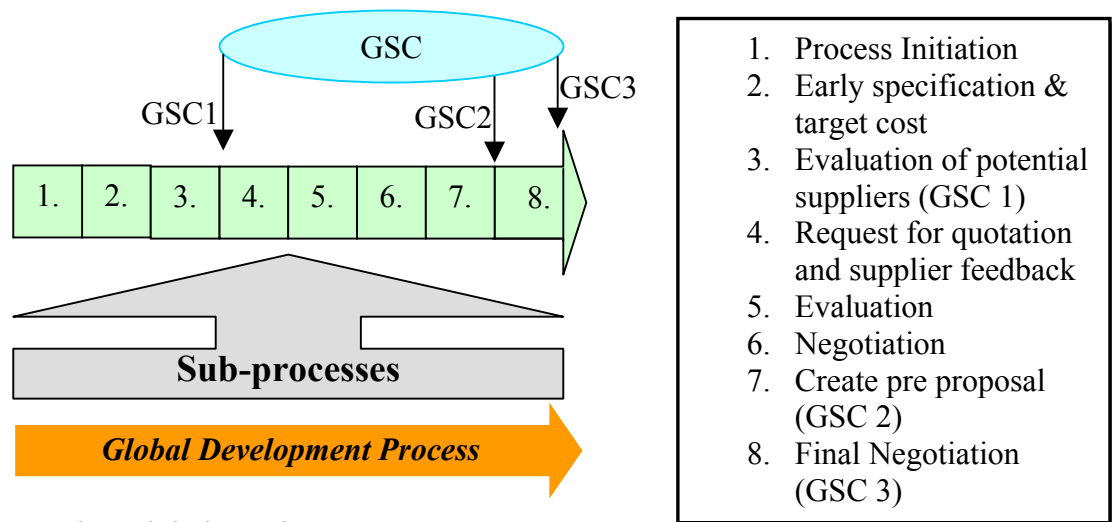 GSC
GSC1
GSC2
GSC3
1. 2. 3. 4. 5. 6. 7. 8.
Sub-processes
Global Development Process
1. Process Initiation
2. Early specification &
target cost
3. Evaluation of potential
suppliers (GSC 1)
4. Request for quotation
and supplier feedback
5. Evaluation
6. Negotiation
7. Create pre proposal
(GSC 2)
8. Final Negotiation
(GSC 3)